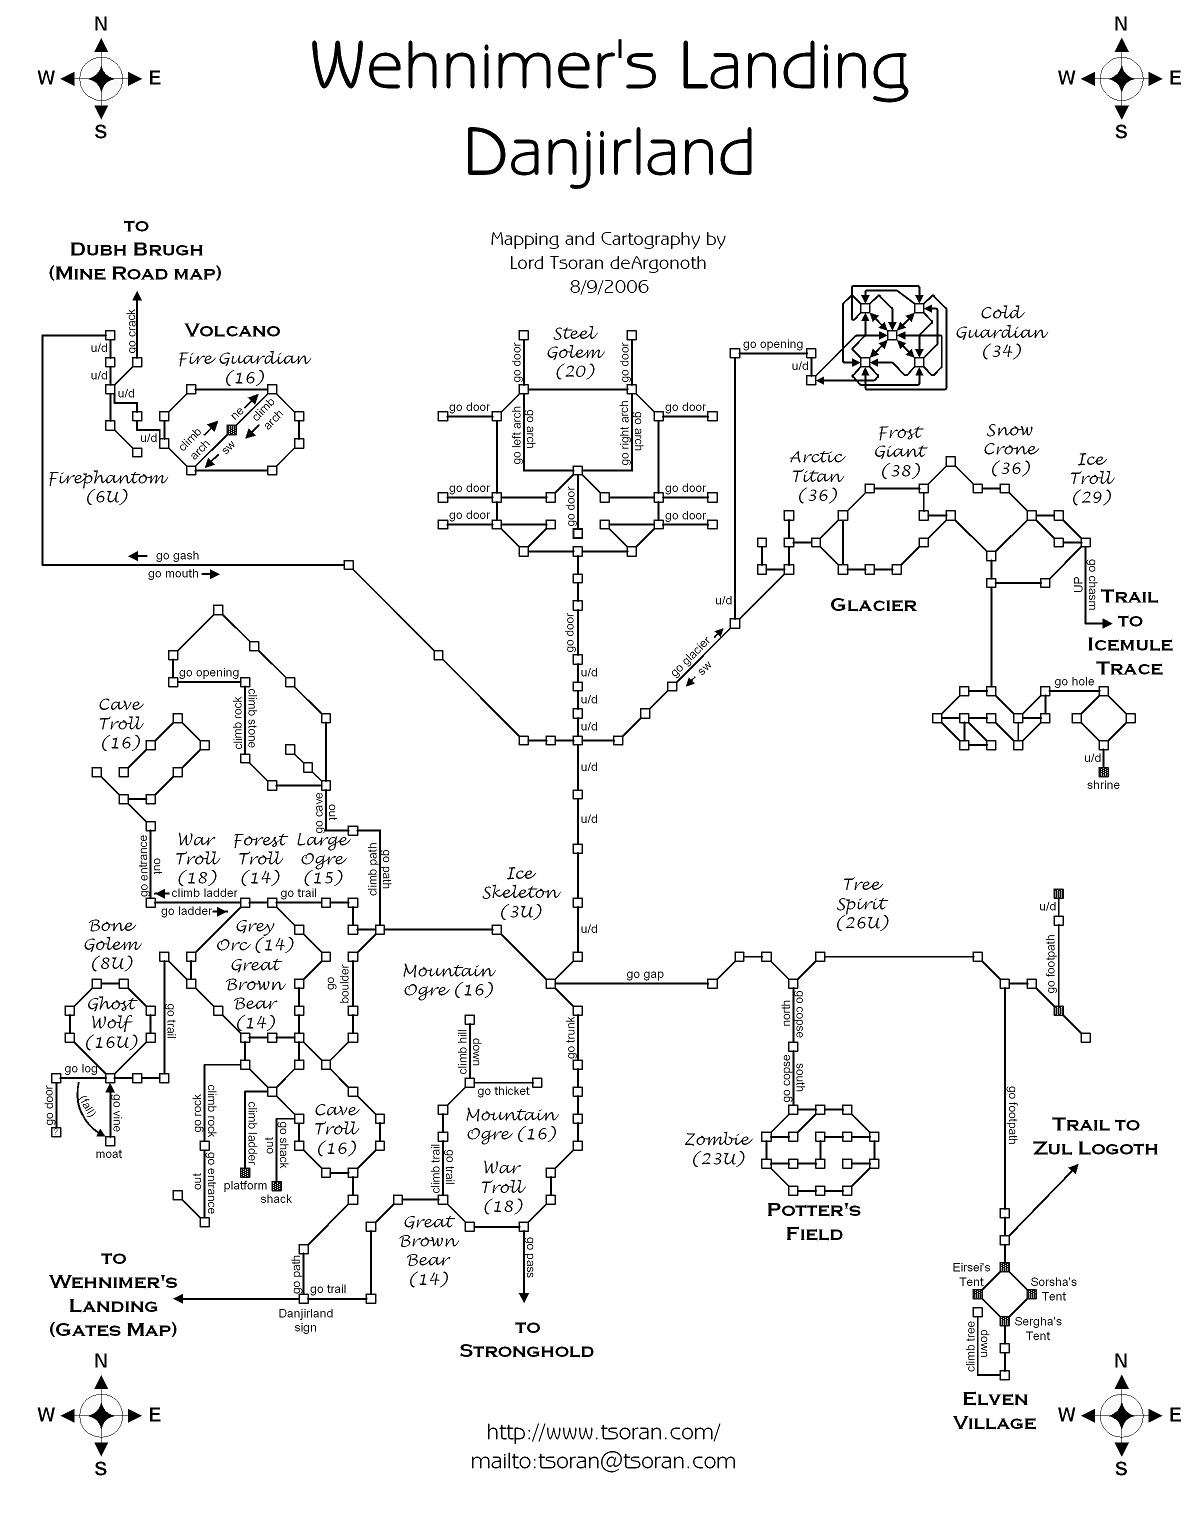 N
W E
S
N
W E
S
Wehnimer's Landing
Danjirland
Mapping and Cartography by
Lord Tsoran deArgonoth
8/9/2006
TO
DUBH BRUGH
(MINE ROAD MAP)
go crack
u/d
u/d
u/d
u/d
VOLCANO
Fire Guardian
(16)
climb
arch
ne
climb
arch
sw
Firephantom
(6U)
go gash
go mouth
Steel
Golem
(20)
go door
go door
go door
go door
go left arch
go arch
go right arch
go arch
go door
go door
go door
go door
go door
go door
u/d
u/d
u/d
u/d
u/d
u/d
go opening
u/d
u/d
Cold
Guardian
(34)
go glacier
sw
Arctic
Titan
(36)
Frost
Giant
(38)
Snow
Crone
(36)
Ice
Troll
(29)
GLACIER
go chasm
UP
TRAIL
TO
ICEMULE
TRACE
go hole
u/d
shrine
go opening
climb rock
climb stone
Cave
Troll
(16)
go cave
out
go entrance
out
War
Troll
(18)
Forest
Troll
(14)
Large
Ogre
(15)
climb path
go path
climb ladder
go ladder
go trail
Ice
Skeleton
(3U)
Bone
Golem
(8U)
Grey
Orc (14)
Great
Brown
Bear
(14)
go
boulder
Mountain
Ogre (16)
go gap
Tree
Spirit
(26U)
u/d
go footpath
Ghost
Wolf
(16U)
go trail
go log
go door
(fall)
go vine
moat
climb rock
go rock
go entrance
out
climb ladder
platform
go shack
out
shack
Cave
Troll
(16)
climb hill
down
go thicket
go trunk
Mountain
Ogre (16)
climb trail
go trail
War
Troll
(18)
Great
Brown
Bear
(14)
go pass
go copse
north
go copse
south
Zombie
(23U)
POTTER'S
FIELD
go footpath
TRAIL TO
ZUL LOGOTH
TO
WEHNIMER'S
LANDING
(GATES MAP)
go path
go trail
Danjirland
sign
TO
STRONGHOLD
Eirsei's
Tent
Sorsha's
Tent
Sergha's
Tent
climb tree
down
ELVEN
VILLAGE
N
W E
S
N
W E
S
http://www.tsoran.com/
mailto:tsoran@tsoran.com